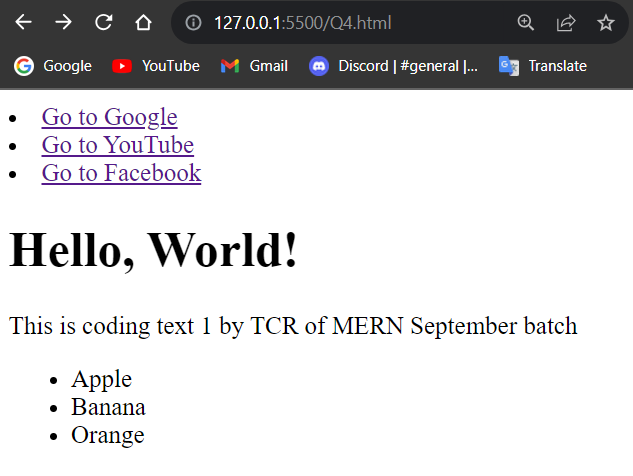 127.0.0.1:5500/Q4.html
Google YouTube Gmail Discord | #general |... Translate
Go to Google
Go to YouTube
Go to Facebook
Hello, World!
This is coding text 1 by TCR of MERN September batch
Apple
Banana
Orange